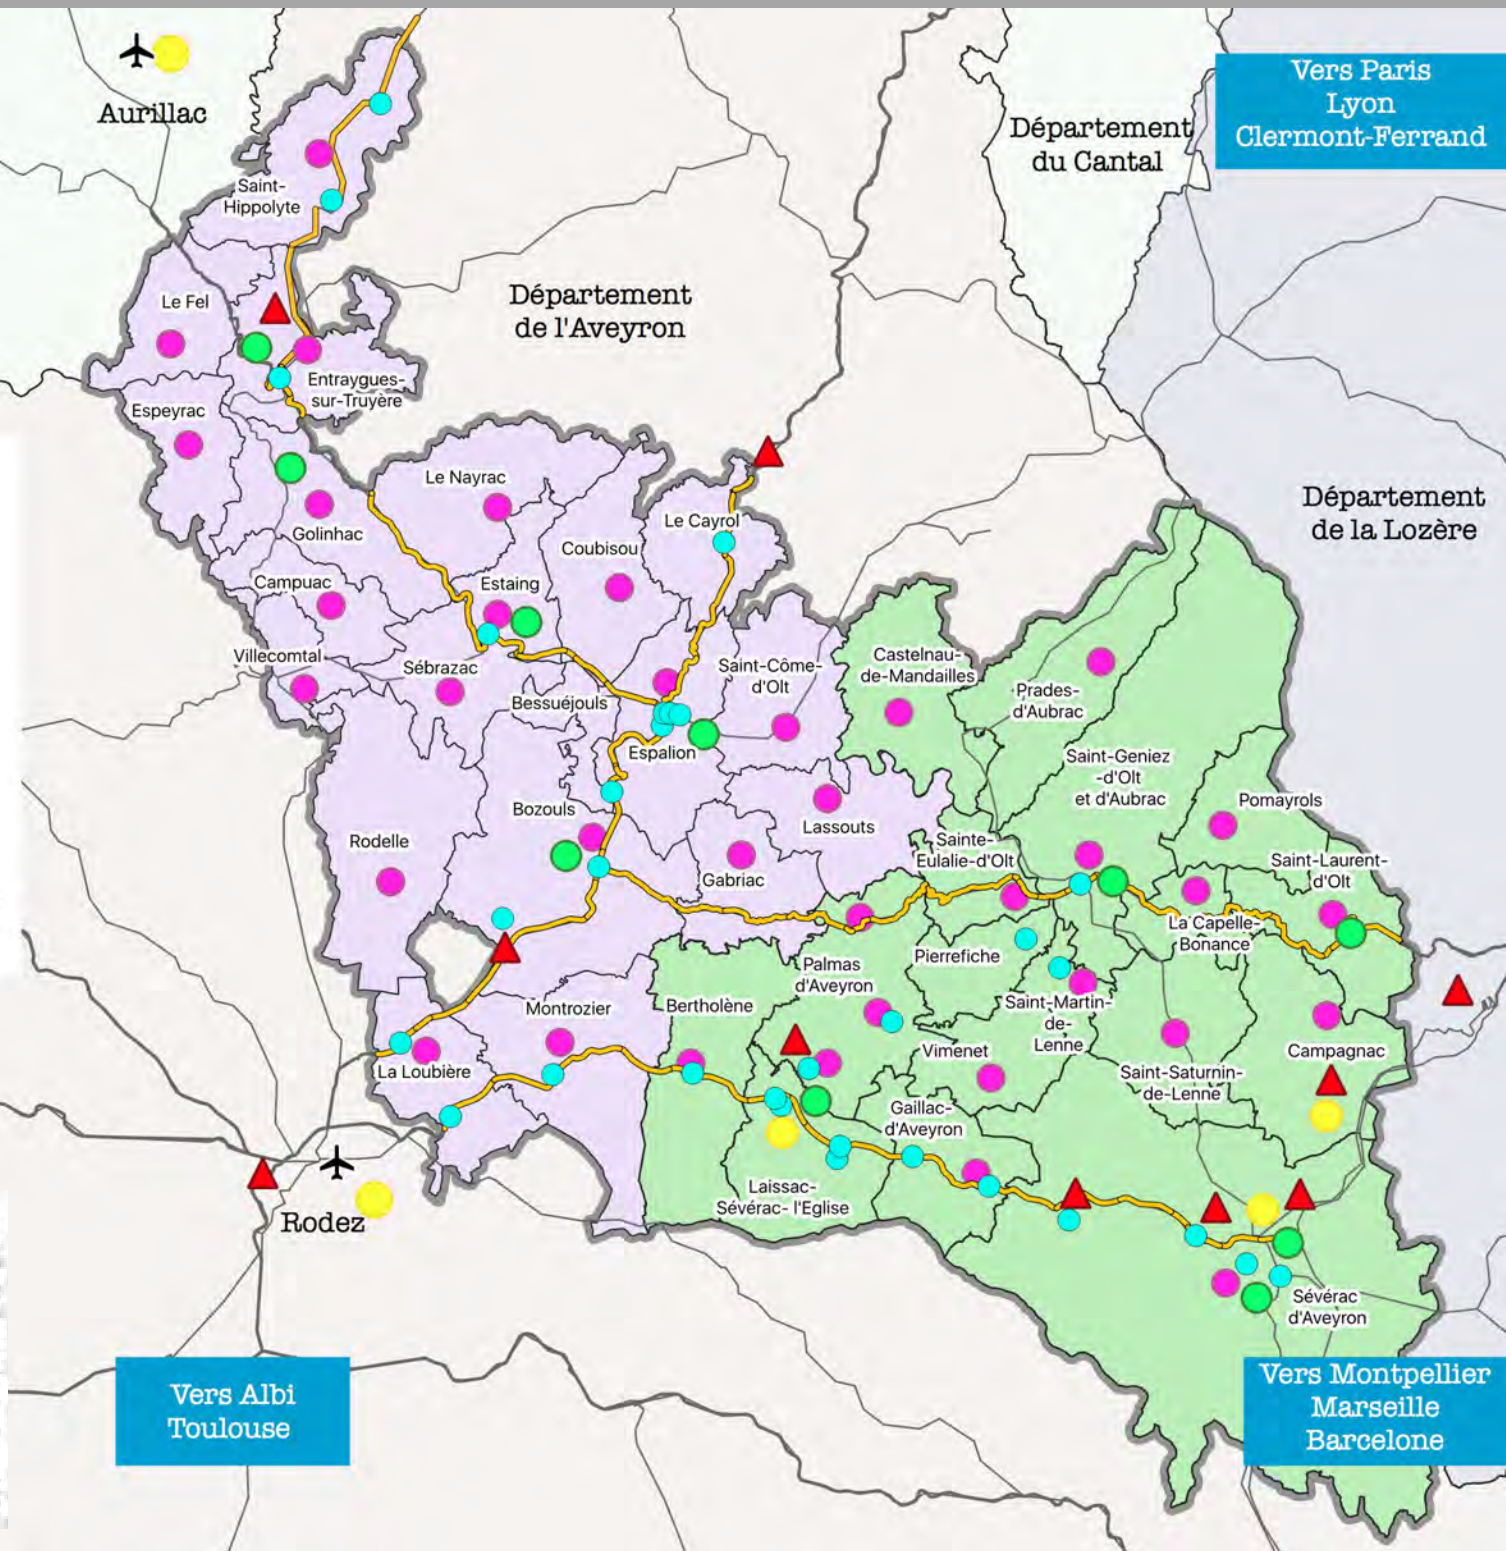 Aurillac
Vers Paris
Lyon
Clermont-Ferrand
Département
du Cantal
Saint-
Hippolyte
Le Fel
Département
de l'Aveyron
Entraygues-
sur-Truyère
Espeyrac
Le Nayrac
Golinhac
Le Cayrol
Département
de la Lozère
Coubisou
Campuac
Estaing
Villecomtal
Sébrazac
Saint-Côme-
d'Olt
Castelnau-
de-Mandailles
Prades-
d'Aubrac
Bessuéjouls
Espalion
Saint-Geniez
-d'Olt
et d'Aubrac
Pomayrols
Bozouls
Lassouts
Rodelle
Sainte-
Eulalie-d'Olt
Gabriac
Saint-Laurent-
d'Olt
La Capelle-
Bonance
Palmas
d'Aveyron
Pierrefiche
Bertholène
Montrozier
Saint-Martin-
de-
Lenne
Vimenet
Campagnac
La Loubière
Saint-Saturnin-
de-Lenne
Gaillac-
d'Aveyron
Laissac-
Sévérac- l'Eglise
Rodez
Sévérac
d'Aveyron
Vers Albi
Toulouse
Vers Montpellier
Marseille
Barcelone